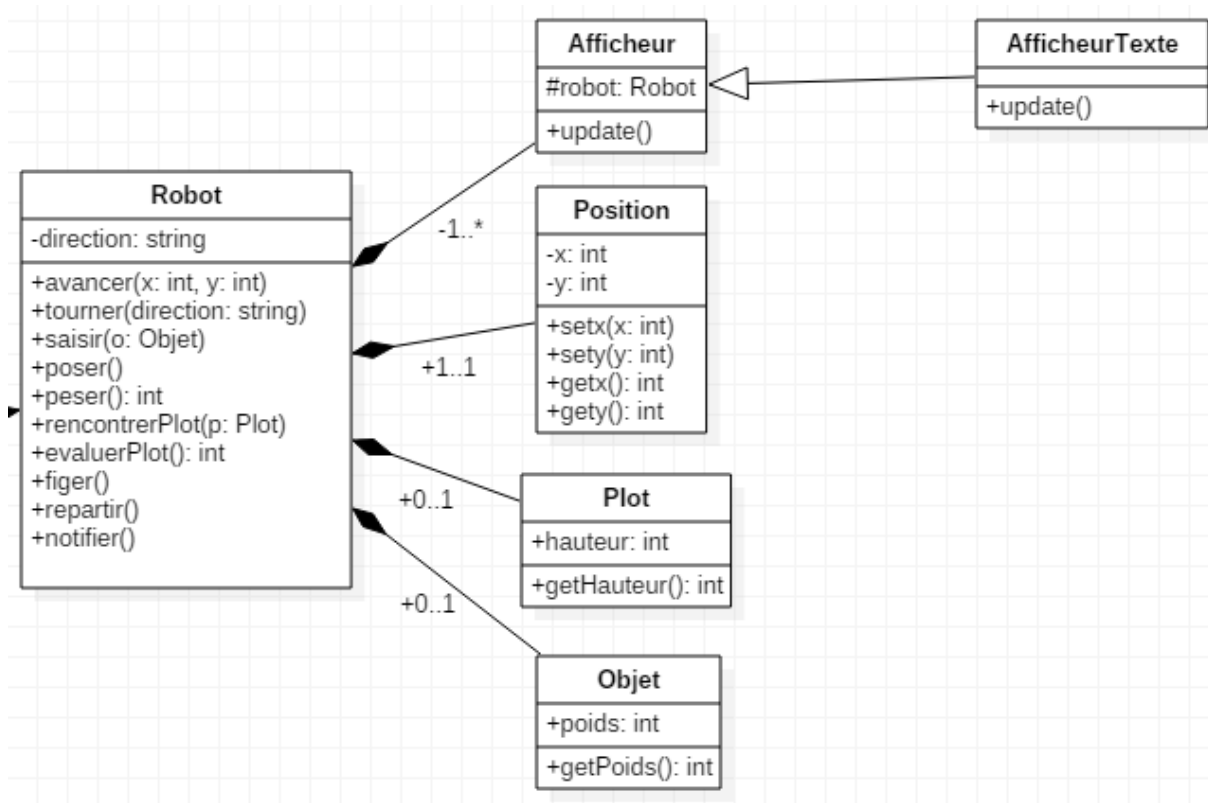 Afficheur
#robot: Robot
+update()
AfficheurTexte
+update()
Robot
-direction: string
+avancer(x: int, y: int)
+tourner(direction: string)
+saisir(o: Objet)
+poser()
+peser(): int
+rencontrerPlot(p: Plot)
+evaluerPlot(): int
+figer()
+repartir()
+notifier()
-1..*
+1..1
+0..1
+0..1
Position
-x: int
-y: int
+setx(x: int)
+sety(y: int)
+getx(): int
+gety(): int
Plot
+hauteur: int
+getHauteur(): int
Objet
+poids: int
+getPoids(): int